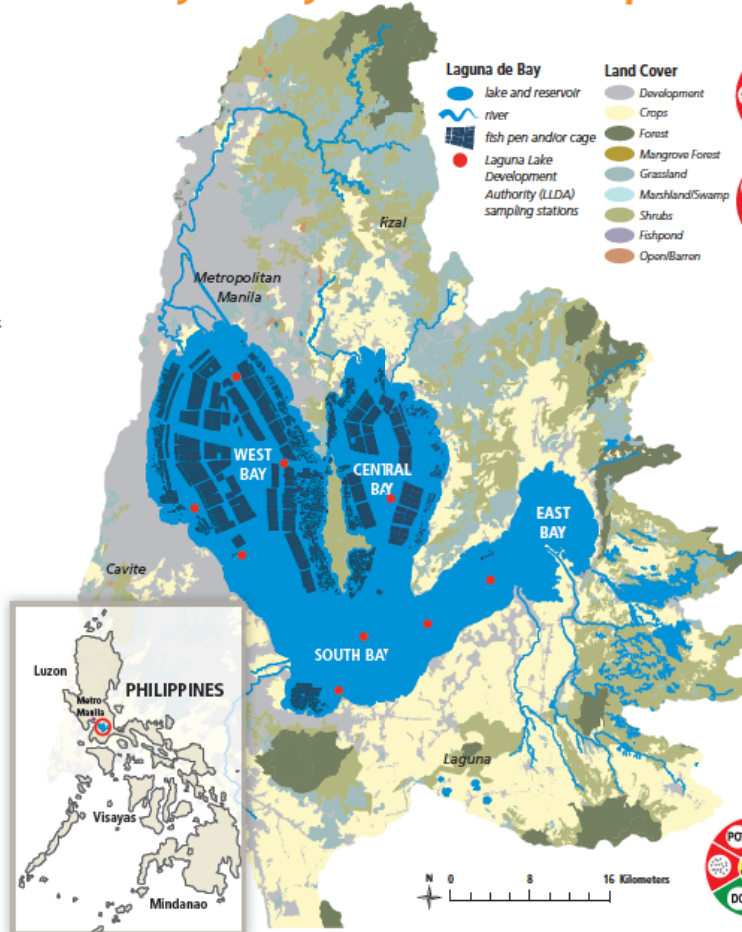 Laguna de Bay
lake and reservoir
river
fish pen and/or cage
Laguna Lake
Development
Authority (LLDA)
sampling stations
Land Cover
Development
Crops
Forest
Mangrove Forest
Grassland
Marshland/Swamp
Shrubs
Fishpond
Open/Barren
Rizal
Metropolitan
Manila
WEST
BAY
CENTRAL
BAY
EAST
BAY
Cavite
SOUTH BAY
Laguna
Luzon
PHILIPPINES
Metro
Manila
Visayas
Mindanao
N 0 8 16 Kilometers